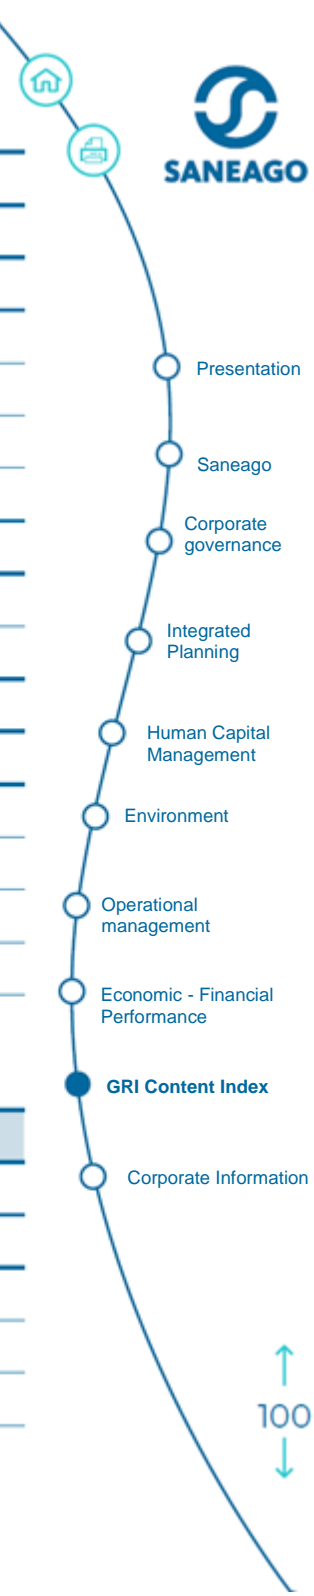 SANEAGO
Presentation
Saneago
Corporate
governance
Integrated
Planning
Human Capital
Management
Environment
Operational
management
Economic - Financial
Performance
GRI Content Index
Corporate Information
100